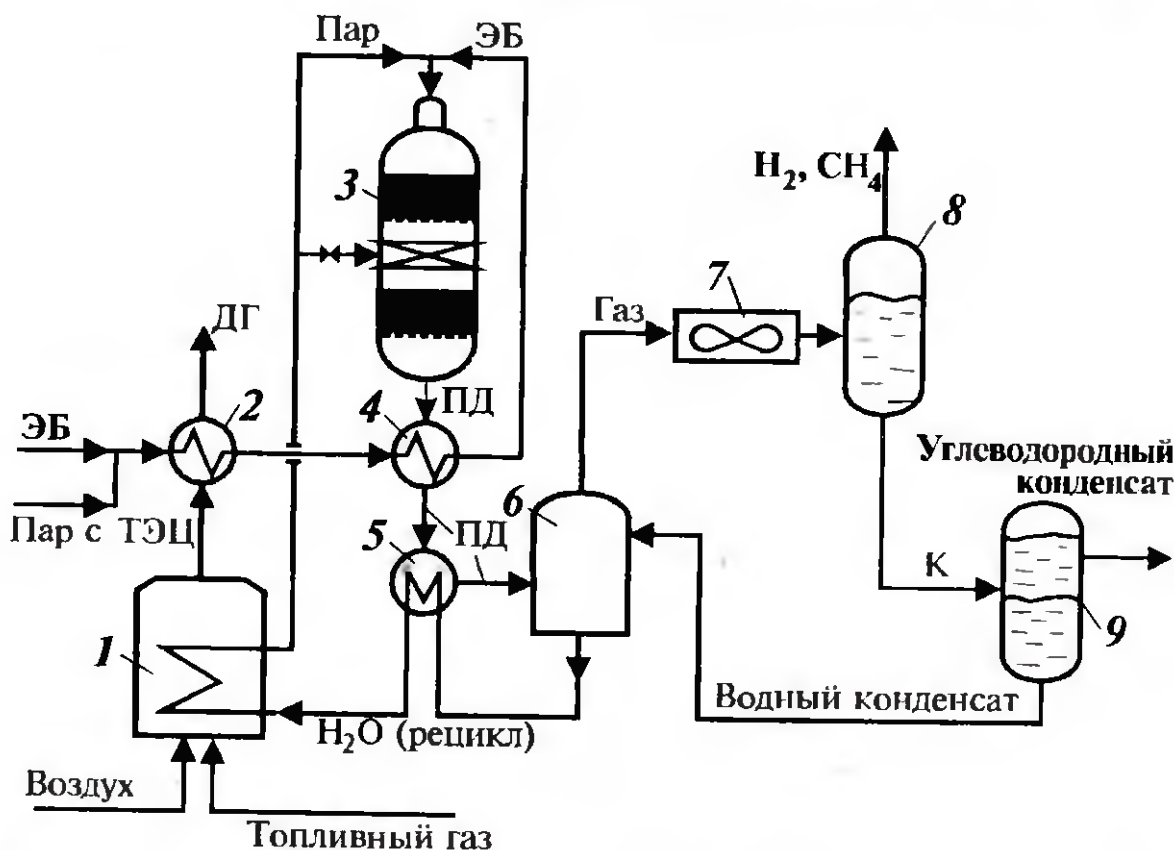 Пар
ЭБ
3
H₂, CH₄
8
ДГ
2
4
ПД
Газ
7
ЭБ
Пар с ТЭЦ
5
ПД
6
Углеводородный
конденсат
К
9
1
Водный конденсат
H₂O (рецикл)
Воздух
Топливный газ